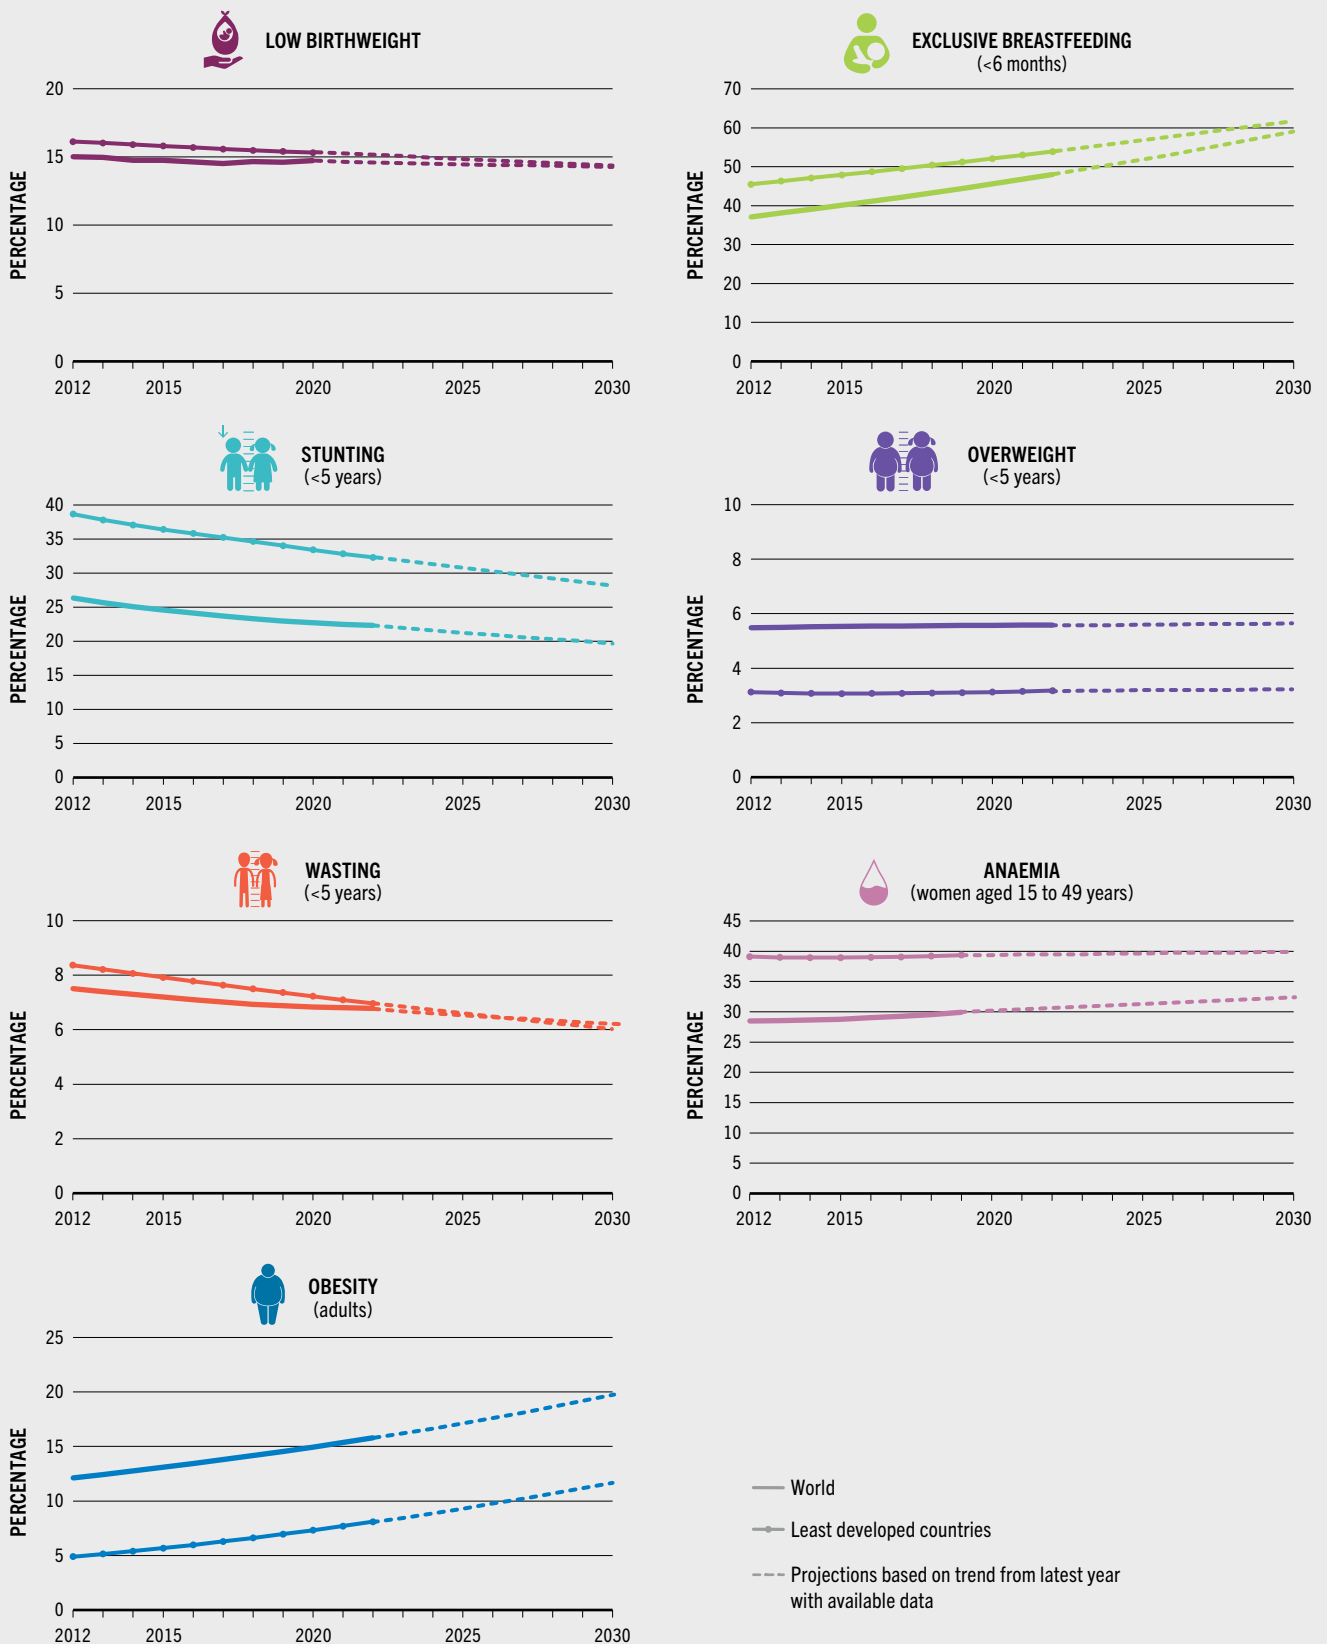 LOW BIRTHWEIGHT
PERCENTAGE
20
15
10
5
0
2012 2015 2020 2025 2030
EXCLUSIVE BREASTFEEDING
(<6 months)
PERCENTAGE
70
60
50
40
30
20
10
0
2012 2015 2020 2025 2030
STUNTING
(<5 years)
PERCENTAGE
40
35
30
25
20
15
10
5
0
2012 2015 2020 2025 2030
OVERWEIGHT
(<5 years)
PERCENTAGE
10
8
6
4
2
0
2012 2015 2020 2025 2030
WASTING
(<5 years)
PERCENTAGE
10
8
6
4
2
0
2012 2015 2020 2025 2030
ANAEMIA
(women aged 15 to 49 years)
PERCENTAGE
45
40
35
30
25
20
15
10
5
0
2012 2015 2020 2025 2030
OBESITY
(adults)
PERCENTAGE
25
20
15
10
5
0
2012 2015 2020 2025 2030
World
Least developed countries
Projections based on trend from latest year
with available data